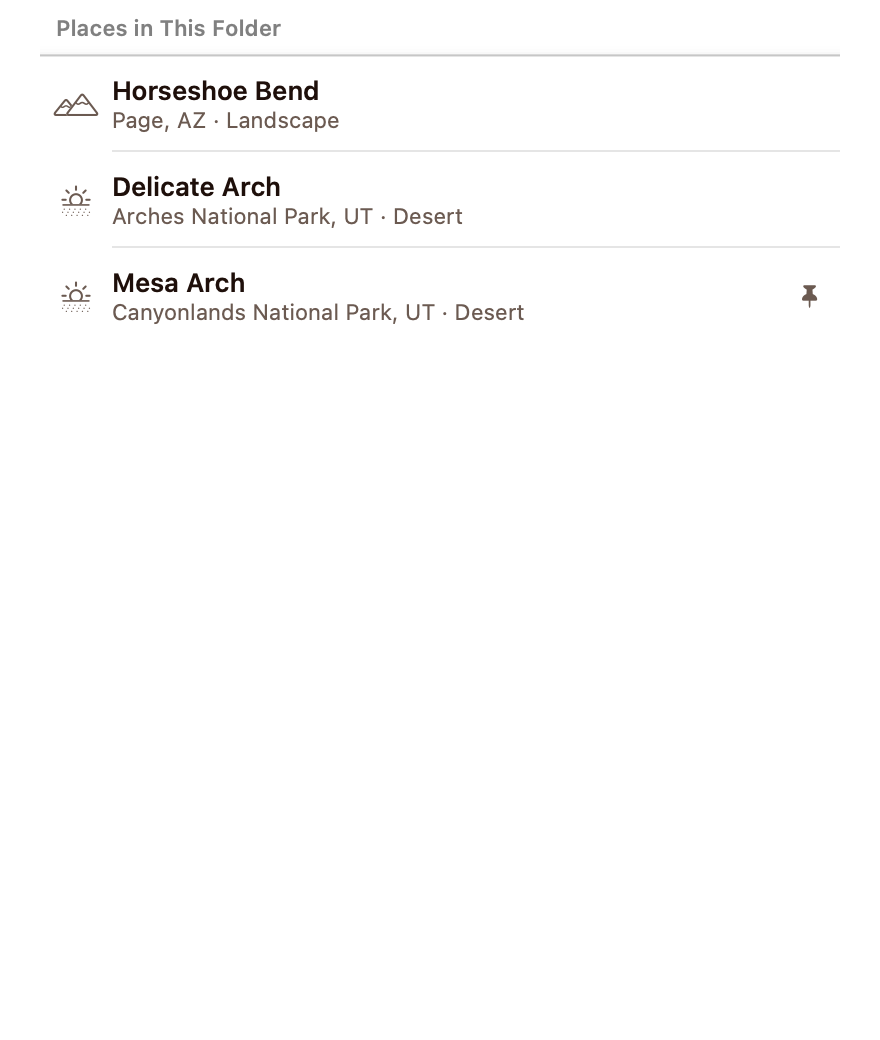 Places in This Folder
Horseshoe Bend
Page, AZ · Landscape
Delicate Arch
Arches National Park, UT · Desert
Mesa Arch
Canyonlands National Park, UT · Desert